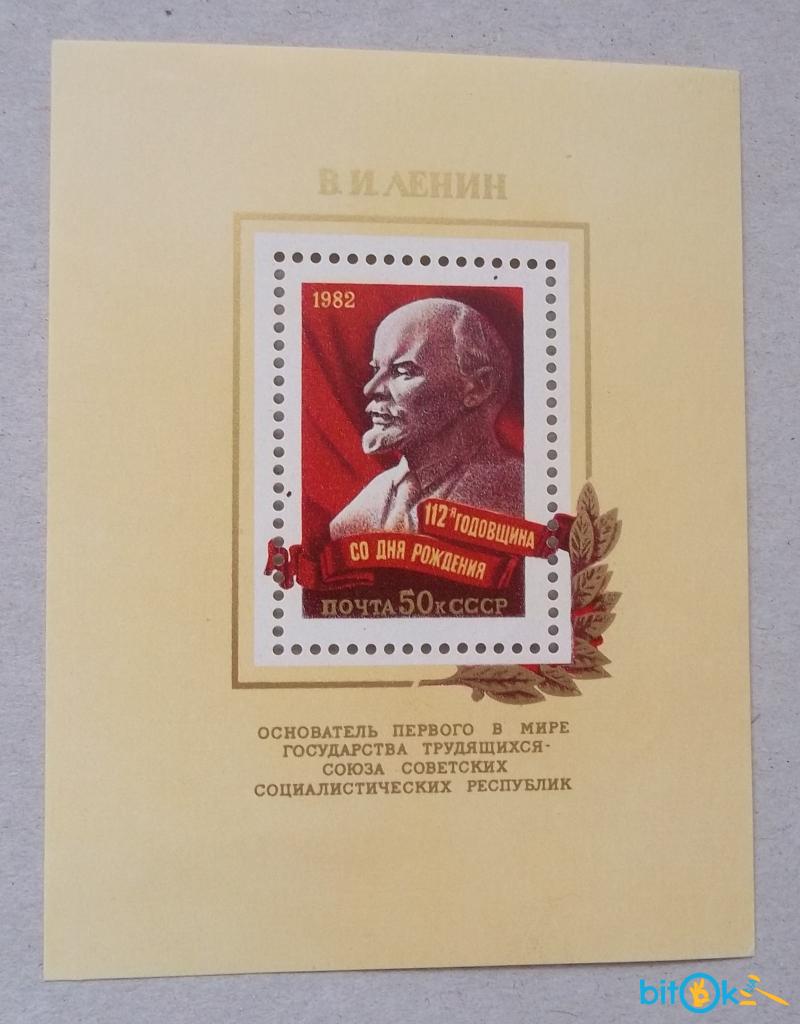 В. И. ЛЕНИН
1982
112я ГОДОВЩИНА
СО ДНЯ РОЖДЕНИЯ
ПОЧТА 50к СССР
ОСНОВАТЕЛЬ ПЕРВОГО В МИРЕ
ГОСУДАРСТВА ТРУДЯЩИХСЯ-
СОЮЗА СОВЕТСКИХ
СОЦИАЛИСТИЧЕСКИХ РЕСПУБЛИК
bitok